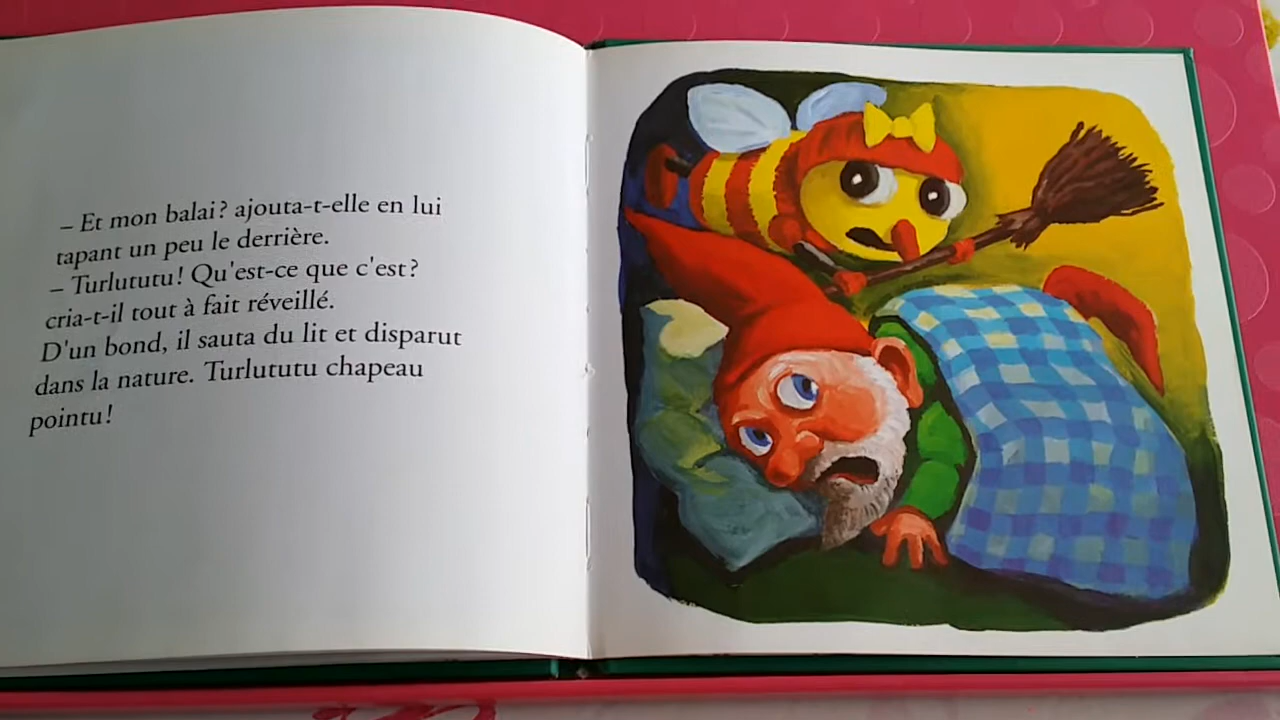 – Et mon balai? ajouta-t-elle en lui
tapant un peu le derrière.
– Turlututu! Qu'est-ce que c'est?
cria-t-il tout à fait réveillé.
D'un bond, il sauta du lit et disparut
dans la nature. Turlututu chapeau
pointu!